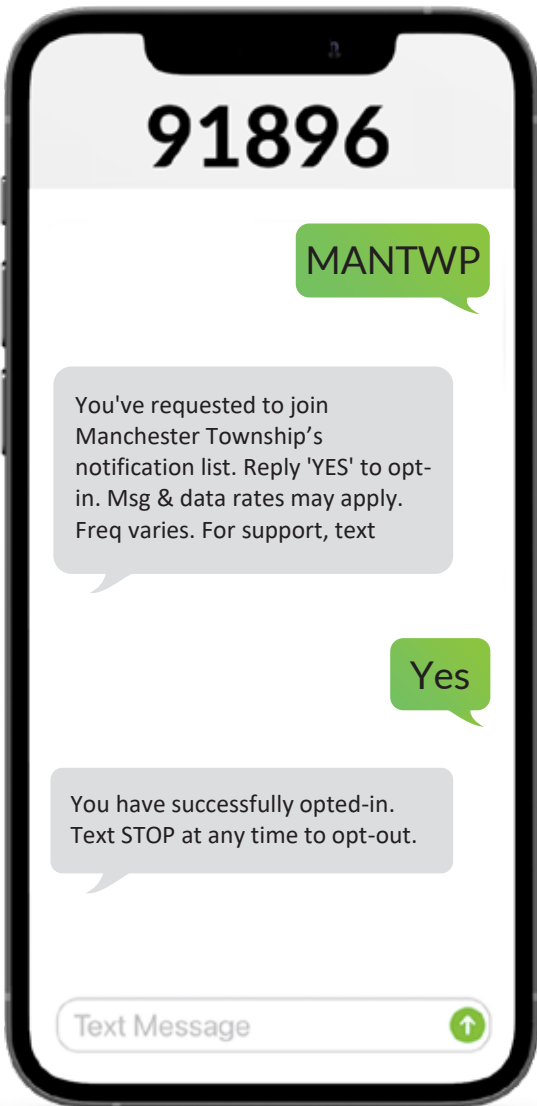 91896
MANTWP
You've requested to join
Manchester Township’s
notification list. Reply 'YES' to opt-
in. Msg & data rates may apply.
Freq varies. For support, text
Yes
You have successfully opted-in.
Text STOP at any time to opt-out.
Text Message